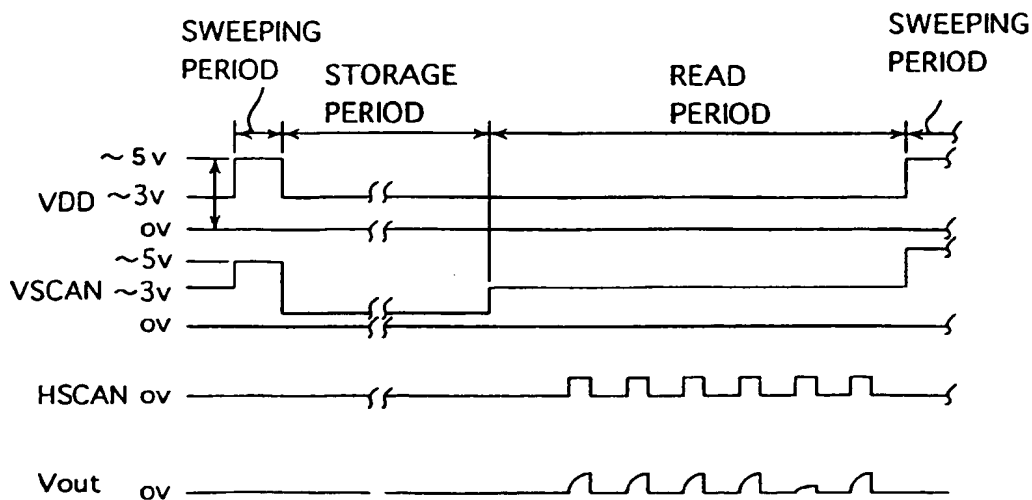 SWEEPING
PERIOD
STORAGE
PERIOD
READ
PERIOD
SWEEPING
PERIOD
~5v
VDD ~3v
ov
~5v
VSCAN ~3v
ov
HSCAN ov
Vout ov